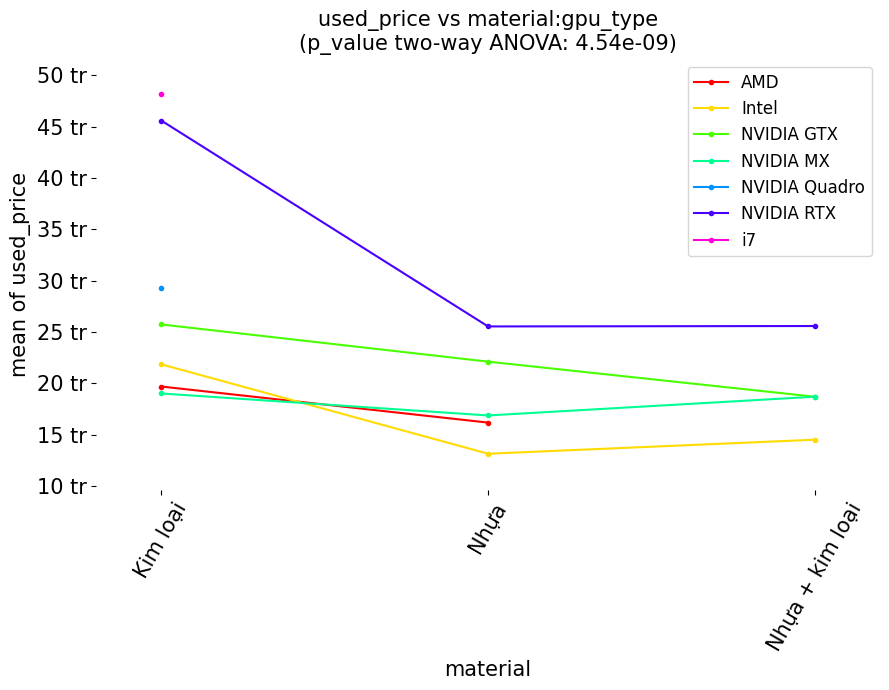 used_price vs material:gpu_type
(p_value two-way ANOVA: 4.54e-09)
50 tr
45 tr
40 tr
35 tr
30 tr
25 tr
20 tr
15 tr
10 tr
mean of used_price
AMD
Intel
NVIDIA GTX
NVIDIA MX
NVIDIA Quadro
NVIDIA RTX
i7
Kim loại
Nhựa
Nhựa + kim loại
material